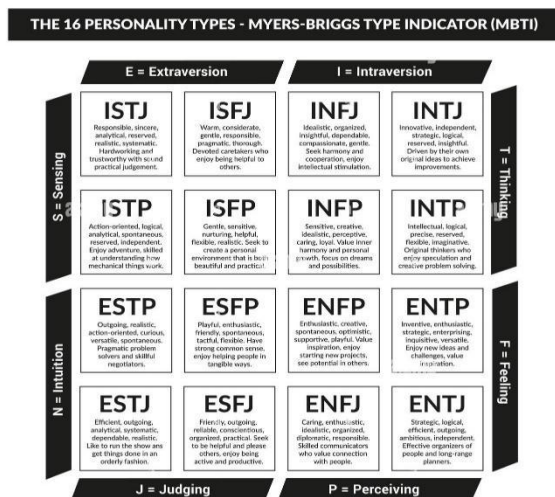 THE 16 PERSONALITY TYPES - MYERS-BRIGGS TYPE INDICATOR (MBTI)
E = Extraversion
I = Intraversion
S = Sensing
N = Intuition
T = Thinking
F = Feeling
ISTJ
Responsible, sincere,
analytical, reserved,
realistic, systematic.
Hardworking and
trustworthy with sound
practical judgement.
ISFJ
Warm, considerate,
gentle, responsible,
pragmatic, thorough.
Devoted caretakers who
enjoy being helpful to
others.
INFJ
Idealistic, organized,
insightful, dependable,
compassionate, gentle.
Seek harmony and
cooperation, enjoy
intellectual stimulation.
INTJ
Innovative, independent,
strategic, logical,
reserved, insightful.
Driven by their own
original ideas to achieve
improvements.
ISTP
Action-oriented, logical,
analytical, spontaneous,
reserved, independent.
Enjoy adventure, skilled
at understanding how
mechanical things work.
ISFP
Gentle, sensitive,
nurturing, helpful,
flexible, realistic. Seek
to create a personal
environment that is both
beautiful and practical.
INFP
Sensitive, creative,
idealistic, perceptive,
caring, loyal. Value inner
harmony and personal
growth, focus on dreams
and possibilities.
INTP
Intellectual, logical,
precise, reserved,
flexible, imaginative.
Original thinkers who
enjoy speculation and
creative problem solving.
ESTP
Outgoing, realistic,
action-oriented, curious,
versatile, spontaneous.
Pragmatic problem
solvers and skillful
negotiators.
ESFP
Playful, enthusiastic,
friendly, spontaneous,
tactful, flexible. Have
strong common sense,
enjoy helping people in
tangible ways.
ENFP
Enthusiastic, creative,
spontaneous, optimistic,
supportive, playful. Value
inspiration, enjoy
starting new projects,
see potential in others.
ENTP
Inventive, enthusiastic,
strategic, enterprising,
inquisitive, versatile.
Enjoy new ideas and
challenges, value
inspiration.
ESTJ
Efficient, outgoing,
analytical, systematic,
dependable, realistic.
Like to run the show ans
get things done in an
orderly fashion.
ESFJ
Friendly, outgoing,
reliable, conscientious,
organized, practical. Seek
to be helpful and please
others, enjoy being
active and productive.
ENFJ
Caring, enthusistic,
idealistic, organized,
diplomatic, responsible.
Skilled communicators
who value connection
with people.
ENTJ
Strategic, logical,
efficient, outgoing,
ambitious, independent.
Effective organizers of
people and long-range
planners.
J = Judging
P = Perceiving